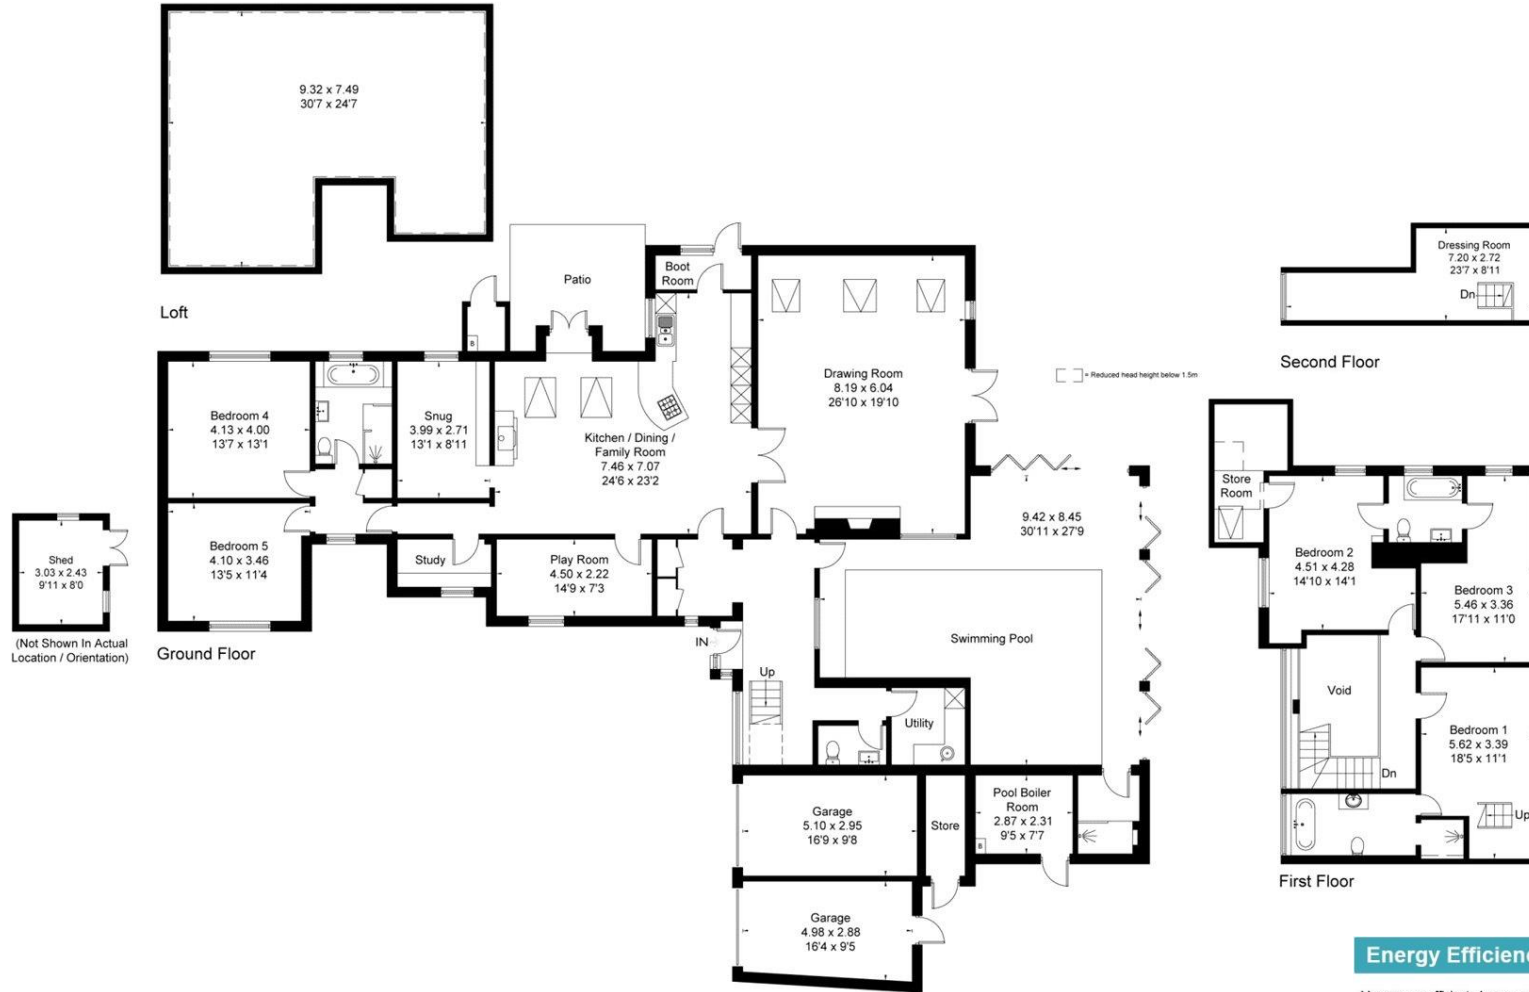 9.32 x 7.49
30'7 x 24'7
Loft
Patio
Boot
Room
B
Dressing Room
7.20 x 2.72
23'7 x 8'11
Dn
Second Floor
= Reduced head height below 1.5m
Bedroom 4
4.13 x 4.00
13'7 x 13'1
Snug
3.99 x 2.71
13'1 x 8'11
Kitchen / Dining /
Family Room
7.46 x 7.07
24'6 x 23'2
Drawing Room
8.19 x 6.04
26'10 x 19'10
Shed
3.03 x 2.43
9'11 x 8'0
(Not Shown In Actual
Location / Orientation)
Bedroom 5
4.10 x 3.46
13'5 x 11'4
Study
Play Room
4.50 x 2.22
14'9 x 7'3
9.42 x 8.45
30'11 x 27'9
Swimming Pool
IN
Up
Utility
Ground Floor
Garage
5.10 x 2.95
16'9 x 9'8
Store
Pool Boiler
Room
2.87 x 2.31
9'5 x 7'7
B
Garage
4.98 x 2.88
16'4 x 9'5
Store
Room
Bedroom 2
4.51 x 4.28
14'10 x 14'1
Bedroom 3
5.46 x 3.36
17'11 x 11'0
Void
Dn
Bedroom 1
5.62 x 3.39
18'5 x 11'1
Up
First Floor
Energy Efficienc